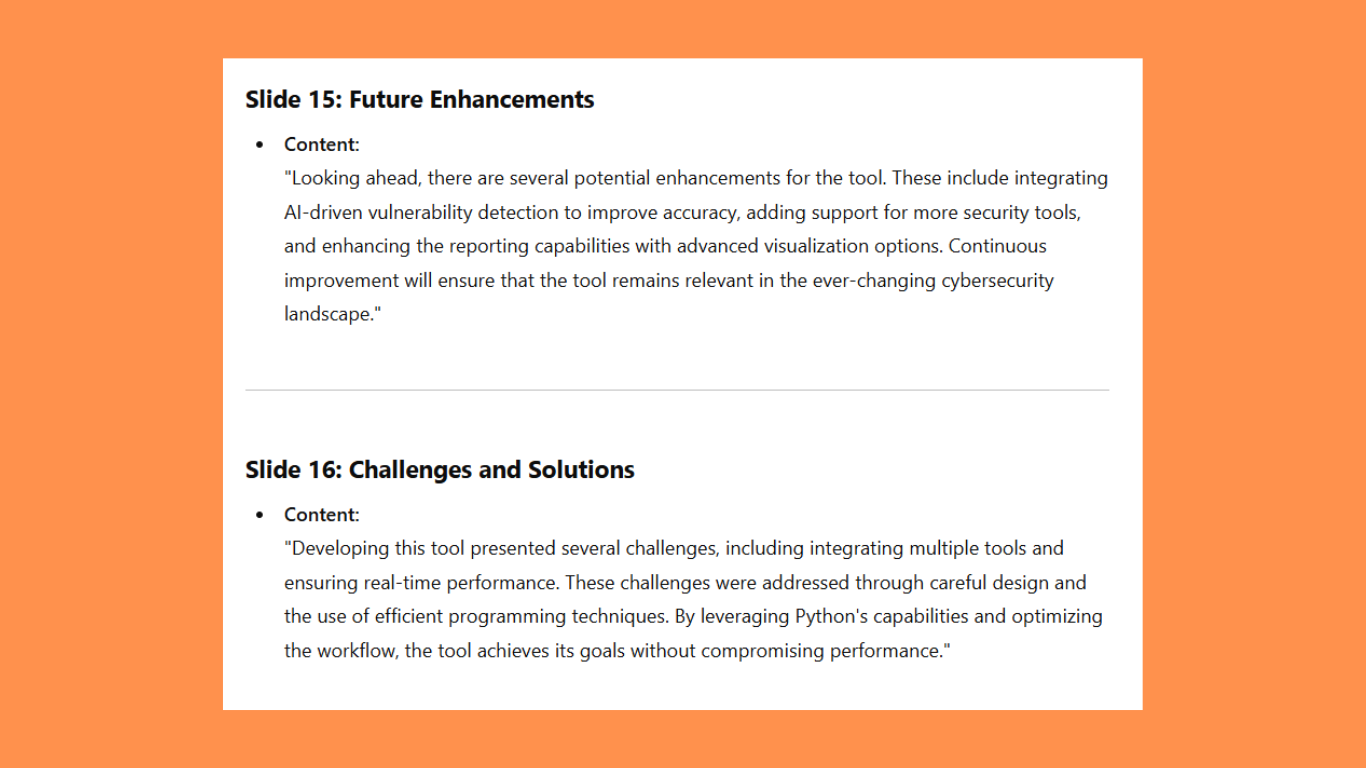 Slide 15: Future Enhancements
• Content:
"Looking ahead, there are several potential enhancements for the tool. These include integrating
AI-driven vulnerability detection to improve accuracy, adding support for more security tools,
and enhancing the reporting capabilities with advanced visualization options. Continuous
improvement will ensure that the tool remains relevant in the ever-changing cybersecurity
landscape."
Slide 16: Challenges and Solutions
• Content:
"Developing this tool presented several challenges, including integrating multiple tools and
ensuring real-time performance. These challenges were addressed through careful design and
the use of efficient programming techniques. By leveraging Python's capabilities and optimizing
the workflow, the tool achieves its goals without compromising performance."